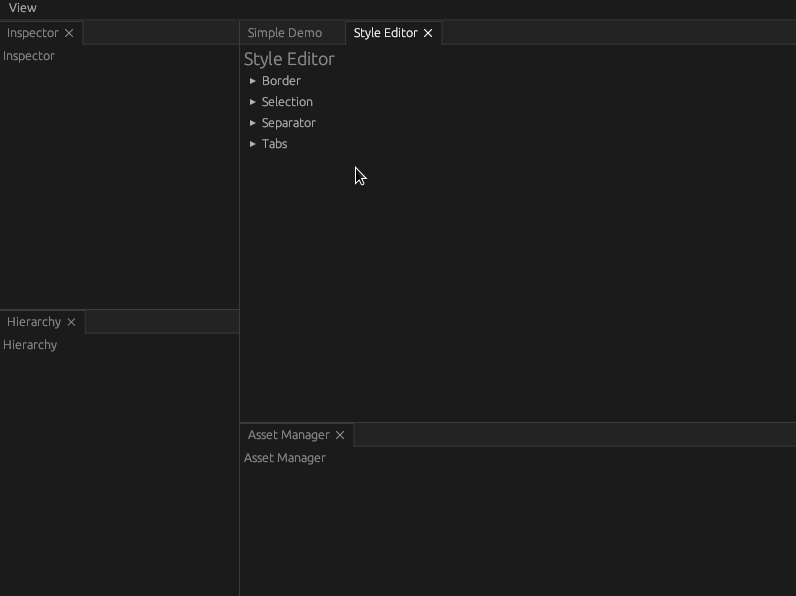 View
Inspector
Inspector
Hierarchy
Hierarchy
Simple Demo Style Editor
Style Editor
Border
Selection
Separator
Tabs
Asset Manager
Asset Manager